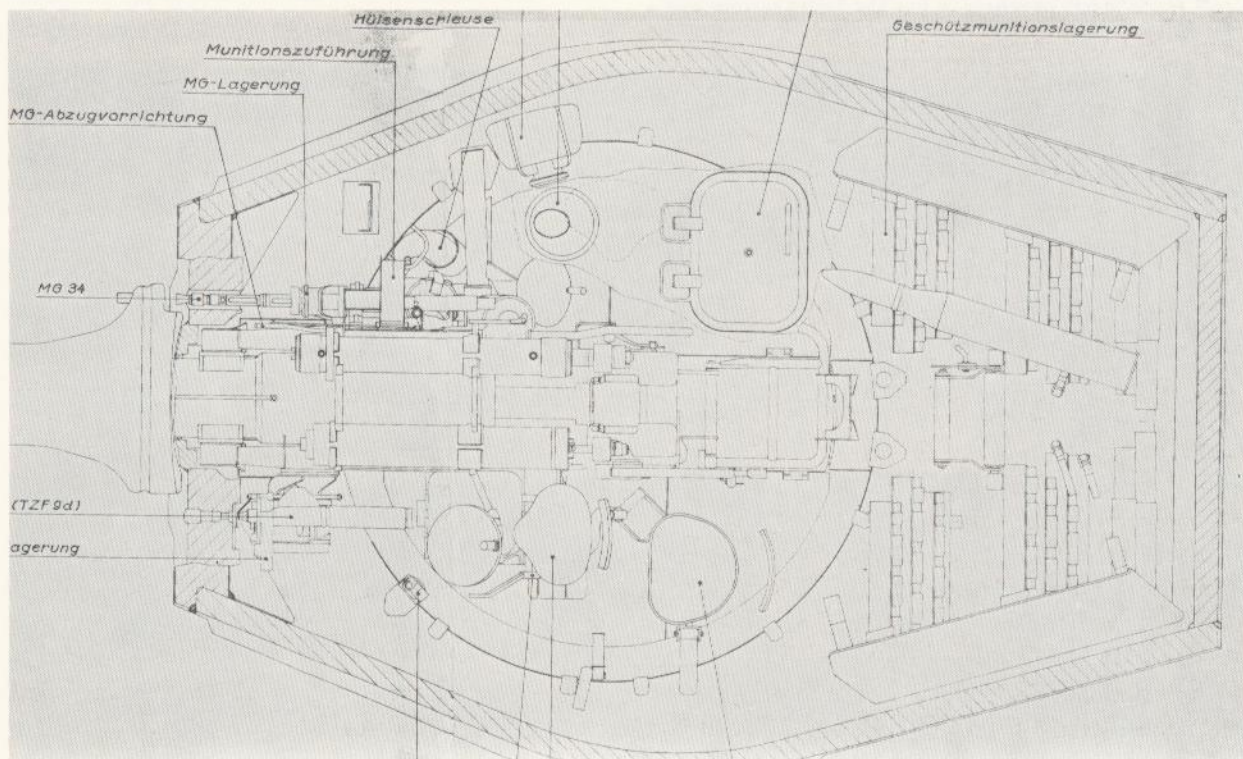 Hülsenschleuse
Geschützmunitionslagerung
Munitionszuführung
MG-Lagerung
MG-Abzugvorrichtung
MG 34
(TZF 9d)
agerung